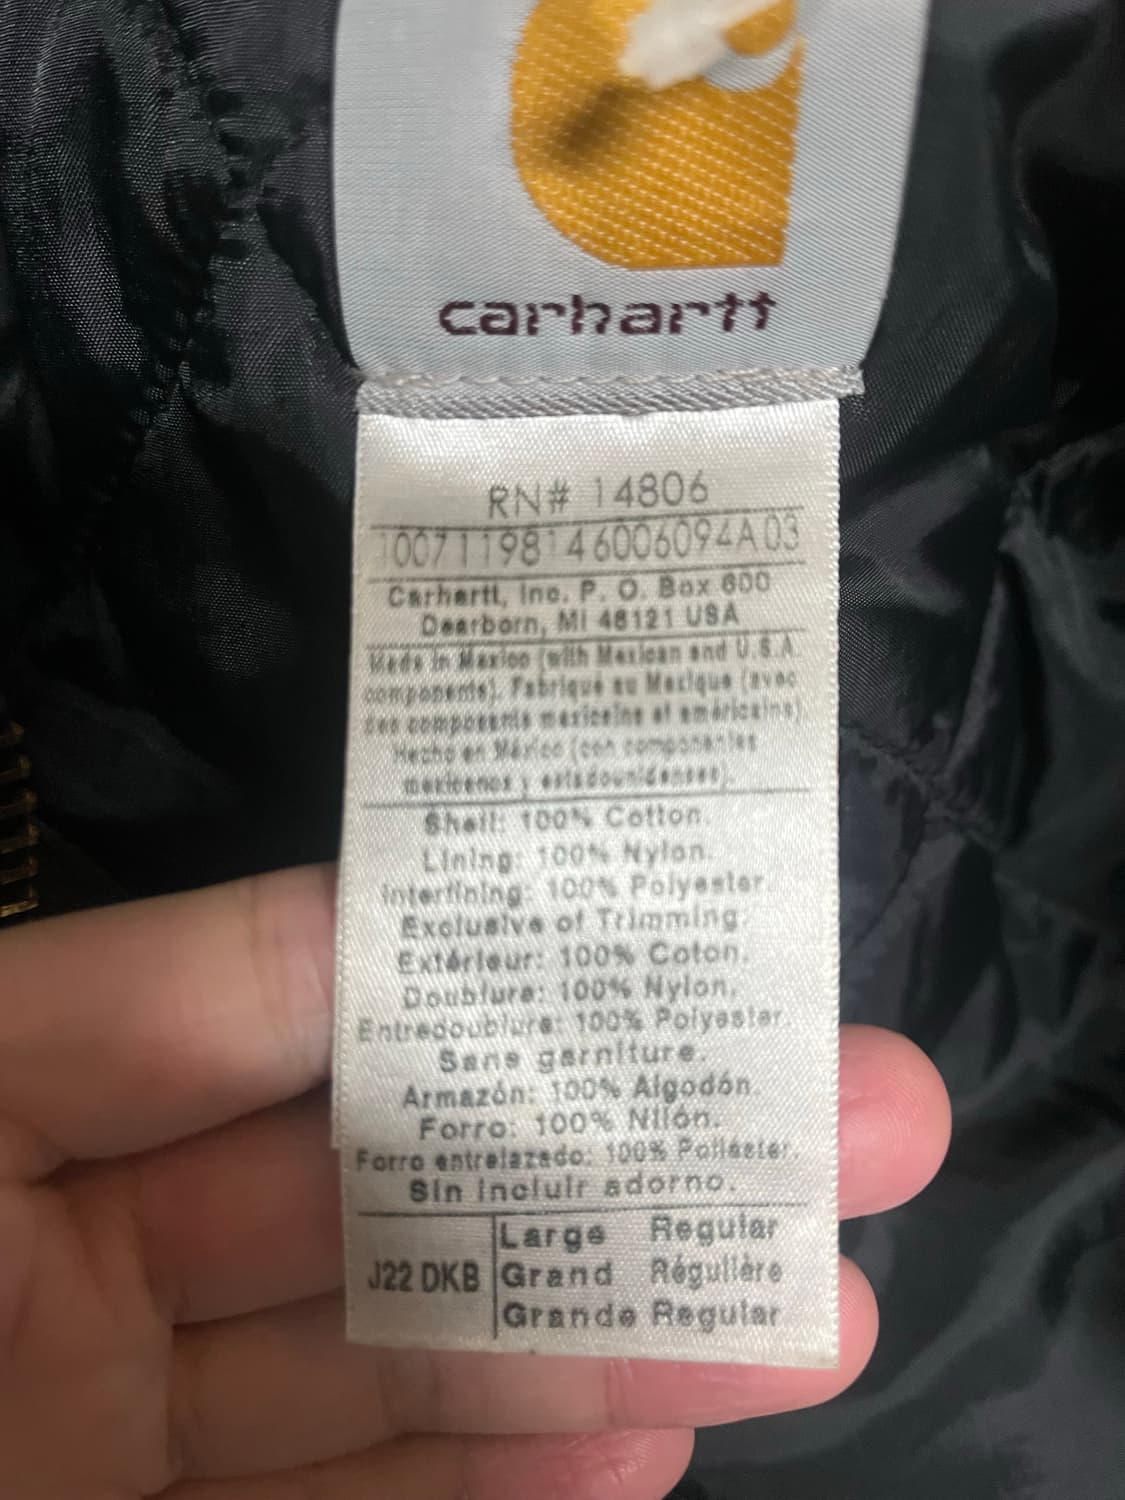 carhartt
RN# 14806
10071198146006094A03
Carhartt, Inc. P. O. Box 600
Dearborn, MI 48121 USA
Made in Mexico (with Mexican and U.S.A.
components). Fabriqué au Mexique (avec
des composants mexicains et américains).
Hecho en México (con componentes
mexicanos y estadounidenses).
Shell: 100% Cotton.
Lining: 100% Nylon.
Interlining: 100% Polyester.
Exclusive of Trimming.
Extérieur: 100% Coton.
Doublure: 100% Nylon.
Entredoublure: 100% Polyester.
Sans garniture.
Armazón: 100% Algodón.
Forro: 100% Nilón.
Forro entrelazado: 100% Poliester.
Sin incluir adorno.
J22 DKB
Large Regular
Grand Régulière
Grande Regular